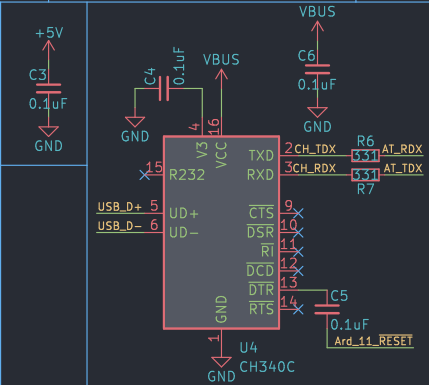 +5V
C3
0.1uF
GND
C4
0.1uF
GND
VBUS
VBUS
C6
0.1uF
GND
4
16
V3
VCC
TXD
2
CH_TDX
R6
331
AT_RDX
RXD
3
CH_RDX
331
AT_TDX
R7
15
R232
USB_D+
5
UD+
USB_D-
6
UD-
CTS
9
DSR
10
RI
11
DCD
12
DTR
13
RTS
14
C5
0.1uF
Ard_11_RESET
GND
1
GND
U4
CH340C